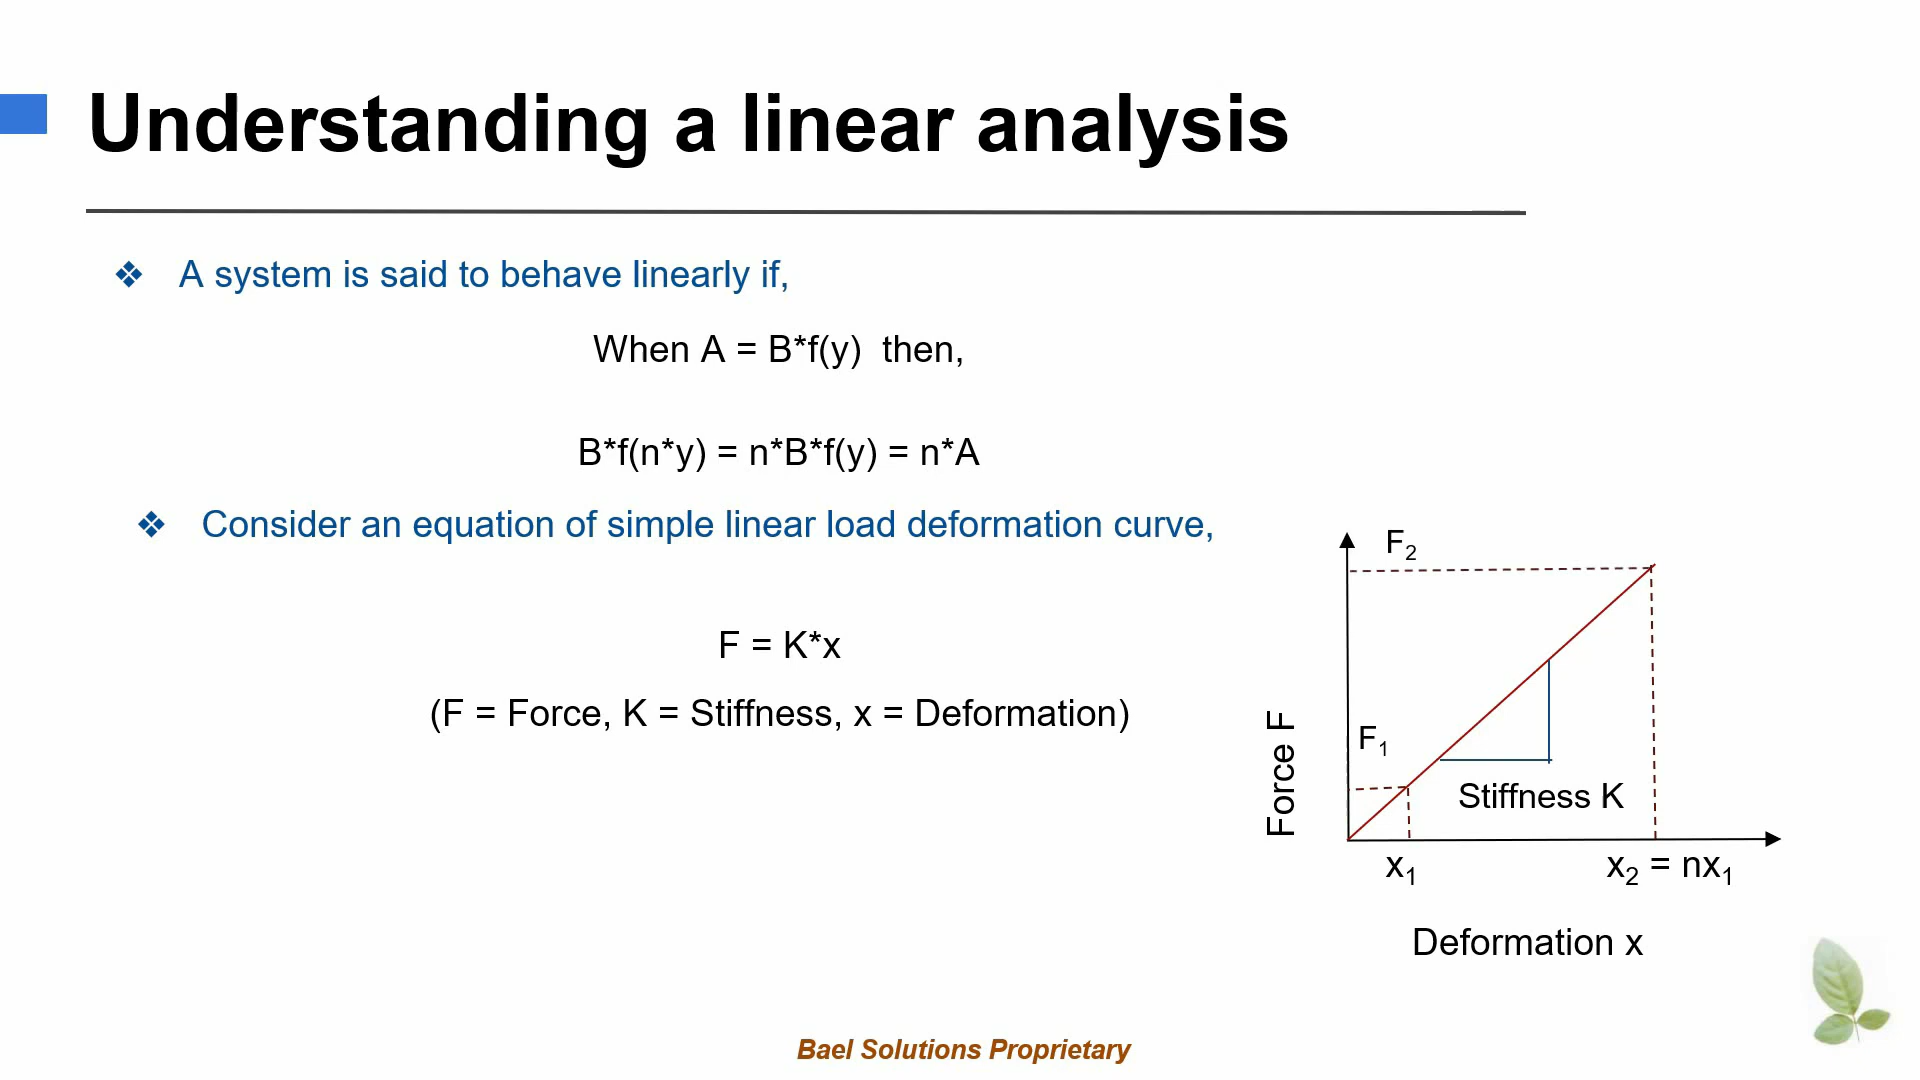 Understanding a linear analysis
❖ A system is said to behave linearly if,
When A = B*f(y) then,
B*f(n*y) = n*B*f(y) = n*A
❖ Consider an equation of simple linear load deformation curve,
F = K*x
(F = Force, K = Stiffness, x = Deformation)
F₂
F₁
Force F
Stiffness K
x₁
x₂ = nx₁
Deformation x
Bael Solutions Proprietary